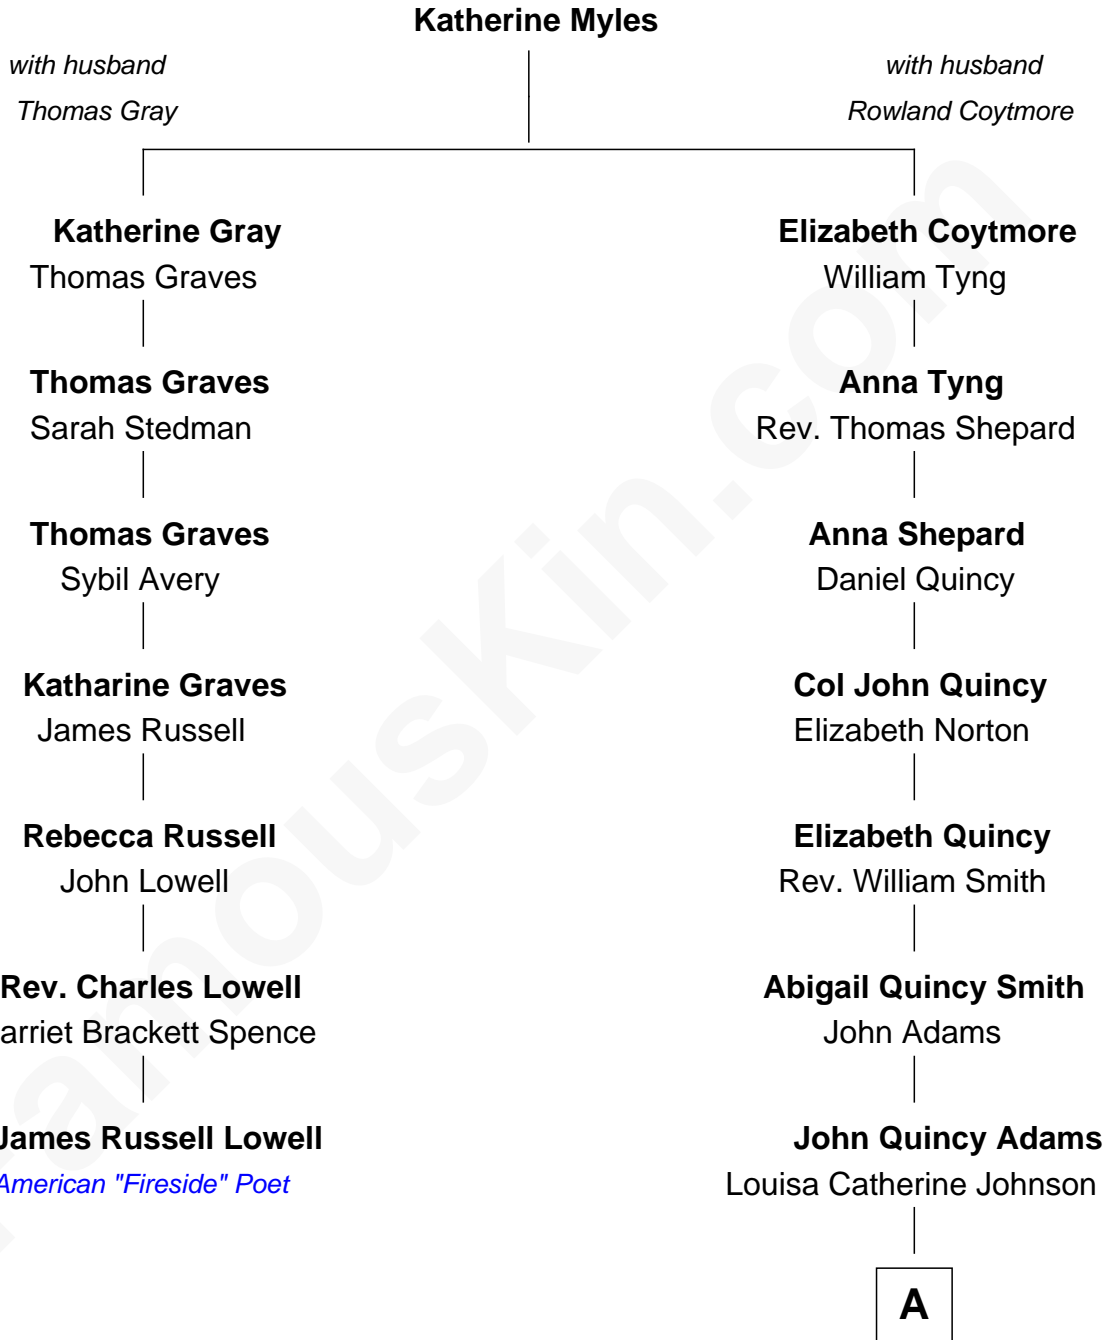 Katherine Myles
with husband
Thomas Gray
with husband
Rowland Coytmore
Katherine Gray
Thomas Graves
Elizabeth Coytmore
William Tyng
Thomas Graves
Sarah Stedman
Anna Tyng
Rev. Thomas Shepard
Thomas Graves
Sybil Avery
Anna Shepard
Daniel Quincy
Katharine Graves
James Russell
Col John Quincy
Elizabeth Norton
Rebecca Russell
John Lowell
Elizabeth Quincy
Rev. William Smith
Rev. Charles Lowell
arriet Brackett Spence
Abigail Quincy Smith
John Adams
James Russell Lowell
American "Fireside" Poet
John Quincy Adams
Louisa Catherine Johnson
A
FamousKin.com